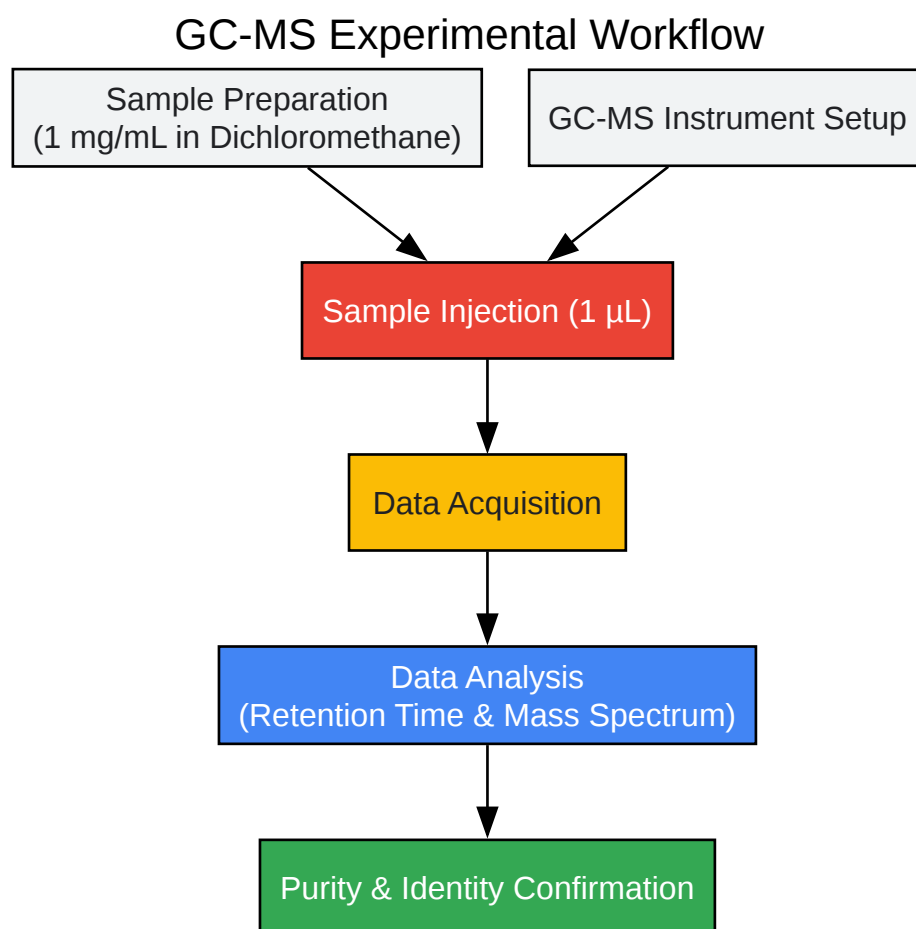 GC-MS Experimental Workflow
Sample Preparation
(1 mg/mL in Dichloromethane)
GC-MS Instrument Setup
Sample Injection (1 µL)
Data Acquisition
Data Analysis
(Retention Time & Mass Spectrum)
Purity & Identity Confirmation